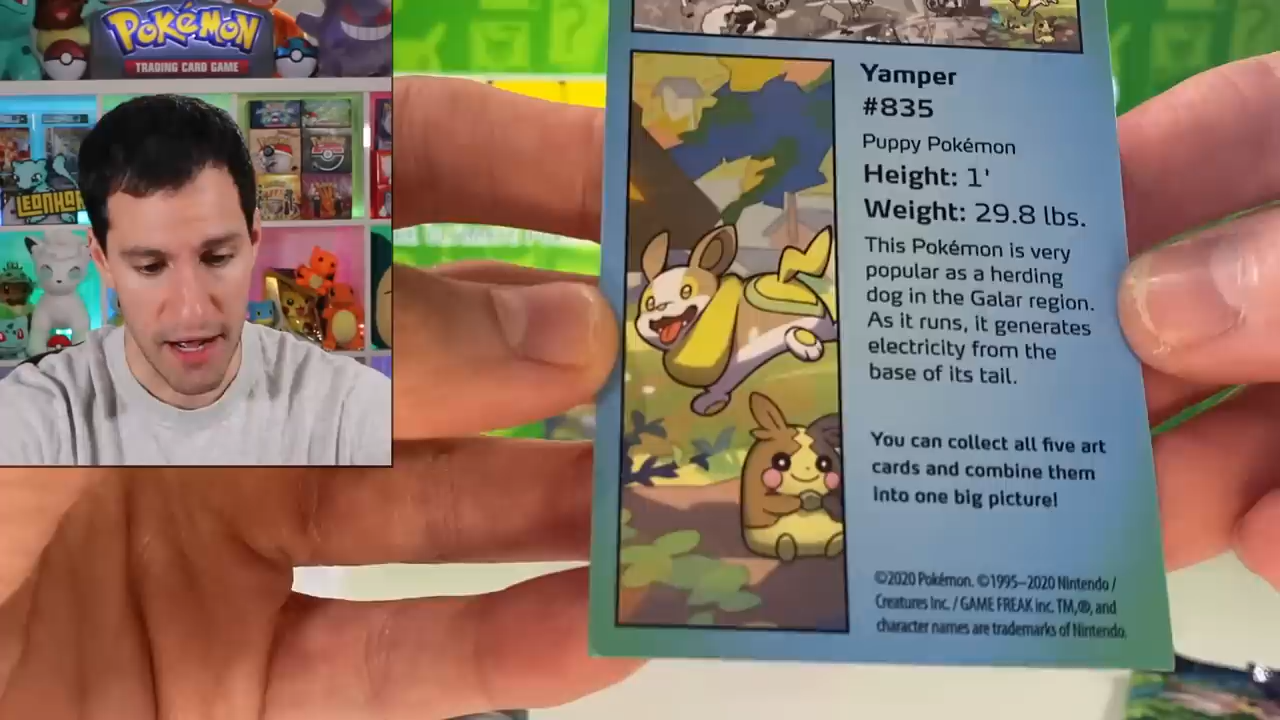 POKÉMON
TRADING CARD GAME
LEONHAR
Yamper
#835
Puppy Pokémon
Height: 1'
Weight: 29.8 lbs.
This Pokémon is very
popular as a herding
dog in the Galar region.
As it runs, it generates
electricity from the
base of its tail.
You can collect all five art
cards and combine them
into one big picture!
©2020 Pokémon. ©1995–2020 Nintendo /
Creatures Inc. / GAME FREAK inc. TM,®, and
character names are trademarks of Nintendo.